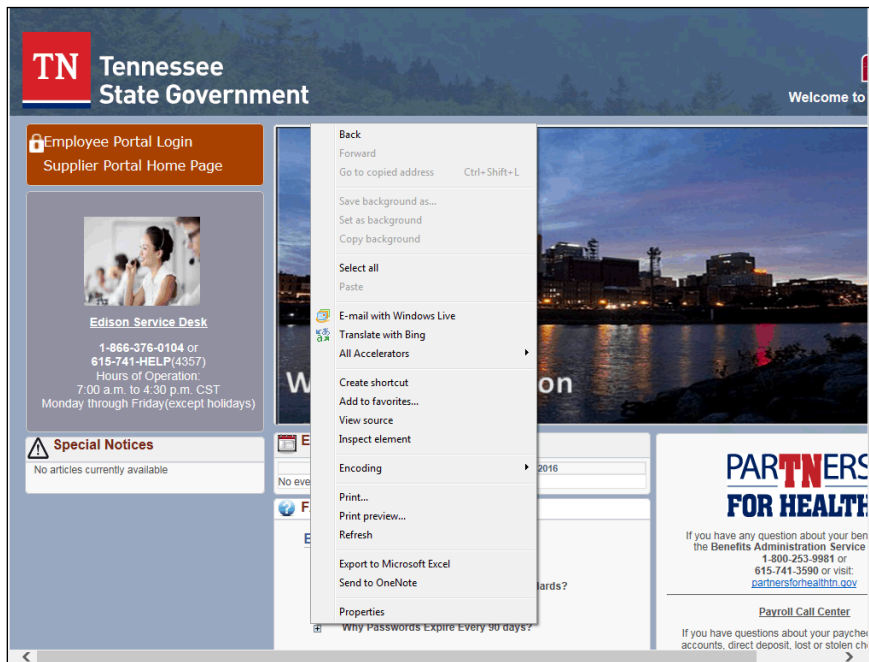 TN
Tennessee
State Government
Welcome to
Employee Portal Login
Supplier Portal Home Page
Edison Service Desk
1-866-376-0104 or
615-741-HELP(4357)
Hours of Operation:
7:00 a.m. to 4:30 p.m. CST
Monday through Friday(except holidays)
Special Notices
No articles currently available
Back
Forward
Go to copied address Ctrl+Shift+L
Save background as...
Set as background
Copy background
Select all
Paste
E-mail with Windows Live
Translate with Bing
All Accelerators
Create shortcut
Add to favorites...
View source
Inspect element
Encoding
Print...
Print preview...
Refresh
Export to Microsoft Excel
Send to OneNote
Properties
W
on
E
2016
No eve
F
E
dards?
Why Passwords Expire Every 90 days?
PARTNERS
FOR HEALTH
If you have any question about your ben
the Benefits Administration Service
1-800-253-9981 or
615-741-3590 or visit:
partnersforhealthtn.gov
Payroll Call Center
If you have questions about your paychec
accounts, direct deposit, lost or stolen ch